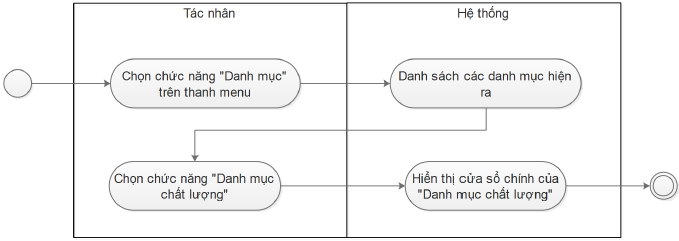 Tác nhân
Hệ thống
Chọn chức năng "Danh mục"
trên thanh menu
Danh sách các danh mục hiện
ra
Chọn chức năng "Danh mục
chất lượng"
Hiển thị cửa sổ chính của
"Danh mục chất lượng"